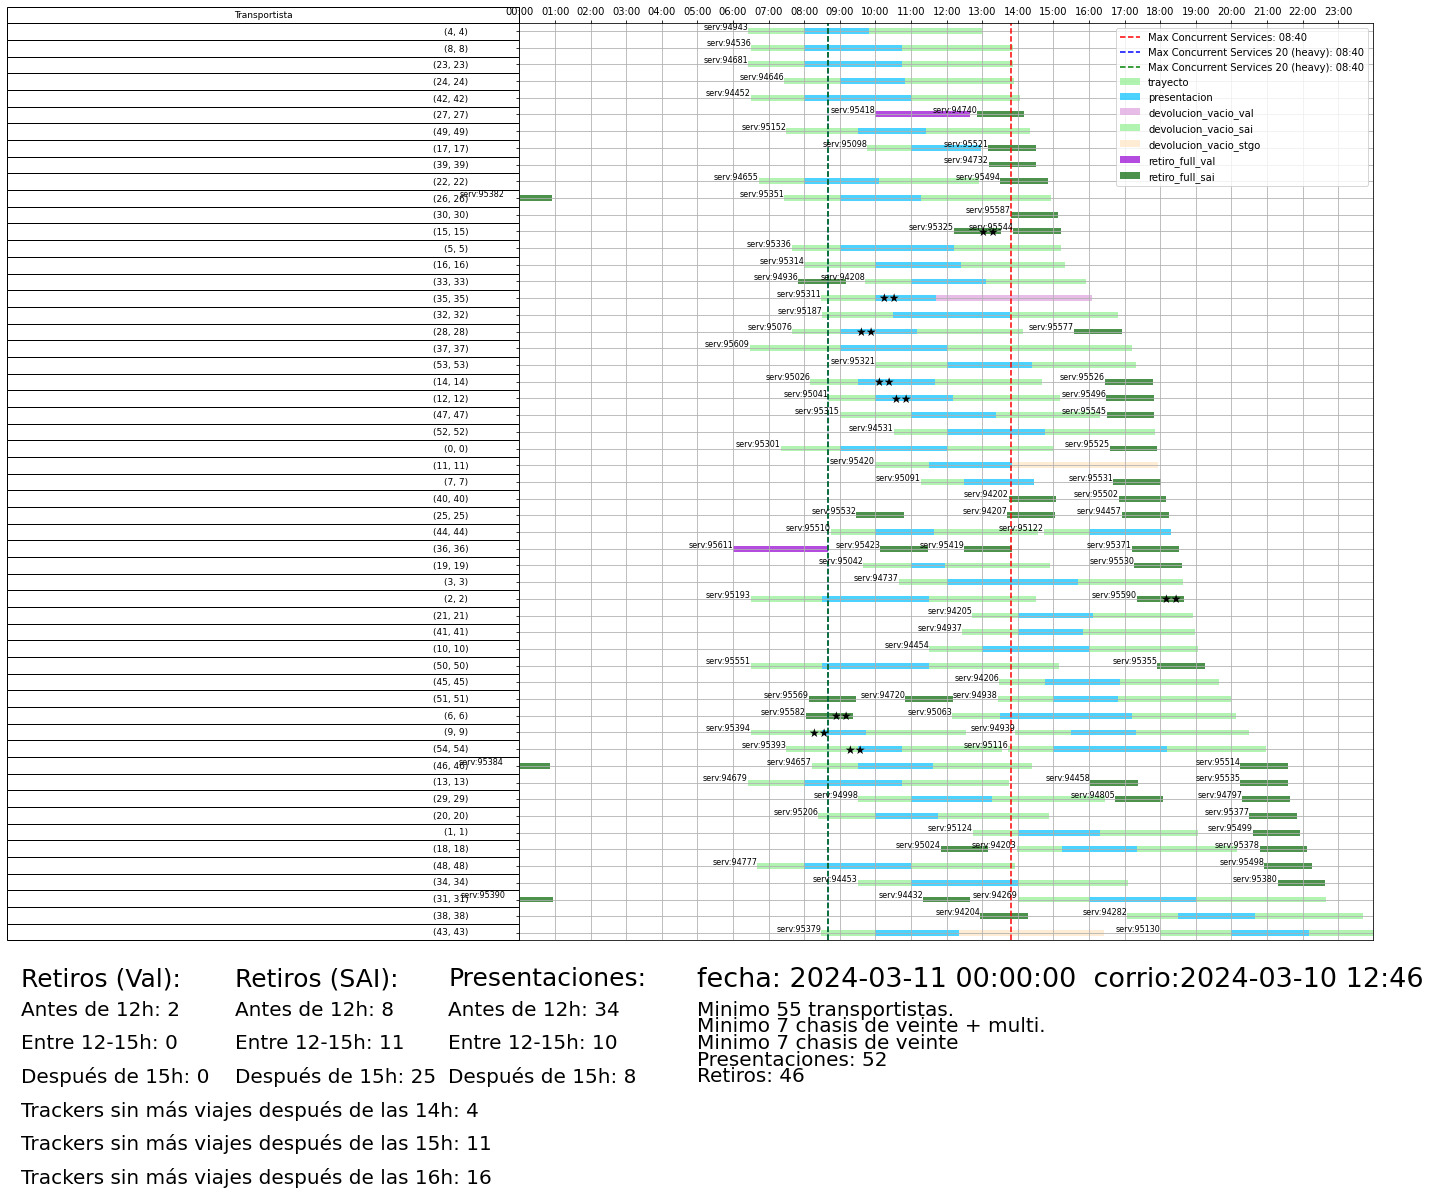 Transportista
00:00 01:00 02:00 03:00 04:00 05:00 06:00 07:00 08:00 09:00 10:00 11:00 12:00 13:00 14:00 15:00 16:00 17:00 18:00 19:00 20:00 21:00 22:00 23:00
Max Concurrent Services: 08:40
Max Concurrent Services 20 (heavy): 08:40
Max Concurrent Services 20 (heavy): 08:40
trayecto
presentacion
devolucion_vacio_val
devolucion_vacio_sai
devolucion_vacio_stgo
retiro_full_val
retiro_full_sai
(4, 4) serv:94943
(8, 8) serv:94536
(23, 23) serv:94681
(24, 24) serv:94646
(42, 42) serv:94452
(27, 27) serv:95418 serv:94740
(49, 49) serv:95152
(17, 17) serv:95098 serv:95521
(39, 39) serv:94732
(22, 22) serv:94655 serv:95494
(26, 26) serv:95382 serv:95351
(30, 30) serv:95587
(15, 15) serv:95325 serv:95544
(5, 5) serv:95336
(16, 16) serv:95314
(33, 33) serv:94936 serv:94208
(35, 35) serv:95311
(32, 32) serv:95187
(28, 28) serv:95076 serv:95577
(37, 37) serv:95609
(53, 53) serv:95321
(14, 14) serv:95026 serv:95526
(12, 12) serv:95041 serv:95496
(47, 47) serv:95315 serv:95545
(52, 52) serv:94531
(0, 0) serv:95301 serv:95525
(11, 11) serv:95420
(7, 7) serv:95091 serv:95531
(40, 40) serv:94202 serv:95502
(25, 25) serv:95532 serv:94207 serv:94457
(44, 44) serv:95510 serv:95122
(36, 36) serv:95611 serv:95423 serv:95419 serv:95371
(19, 19) serv:95042 serv:95530
(3, 3) serv:94737
(2, 2) serv:95193 serv:95590
(21, 21) serv:94205
(41, 41) serv:94937
(10, 10) serv:94454
(50, 50) serv:95551 serv:95355
(45, 45) serv:94206
(51, 51) serv:95569 serv:94720 serv:94938
(6, 6) serv:95582 serv:95063
(9, 9) serv:95394 serv:94939
(54, 54) serv:95393 serv:95116
(46, 46) serv:95384 serv:94657 serv:95514
(13, 13) serv:94679 serv:94458 serv:95535
(29, 29) serv:94998 serv:94805 serv:94797
(20, 20) serv:95206 serv:95377
(1, 1) serv:95124 serv:95499
(18, 18) serv:95024 serv:94203 serv:95378
(48, 48) serv:94777 serv:95498
(34, 34) serv:94453 serv:95380
(31, 31) serv:95390 serv:94432 serv:94269
(38, 38) serv:94204 serv:94282
(43, 43) serv:95379 serv:95130
Retiros (Val):
Antes de 12h: 2
Entre 12-15h: 0
Después de 15h: 0
Retiros (SAI):
Antes de 12h: 8
Entre 12-15h: 11
Después de 15h: 25
Presentaciones:
Antes de 12h: 34
Entre 12-15h: 10
Después de 15h: 8
fecha: 2024-03-11 00:00:00 corrio:2024-03-10 12:46
Minimo 55 transportistas.
Minimo 7 chasis de veinte + multi.
Minimo 7 chasis de veinte
Presentaciones: 52
Retiros: 46
Trackers sin más viajes después de las 14h: 4
Trackers sin más viajes después de las 15h: 11
Trackers sin más viajes después de las 16h: 16